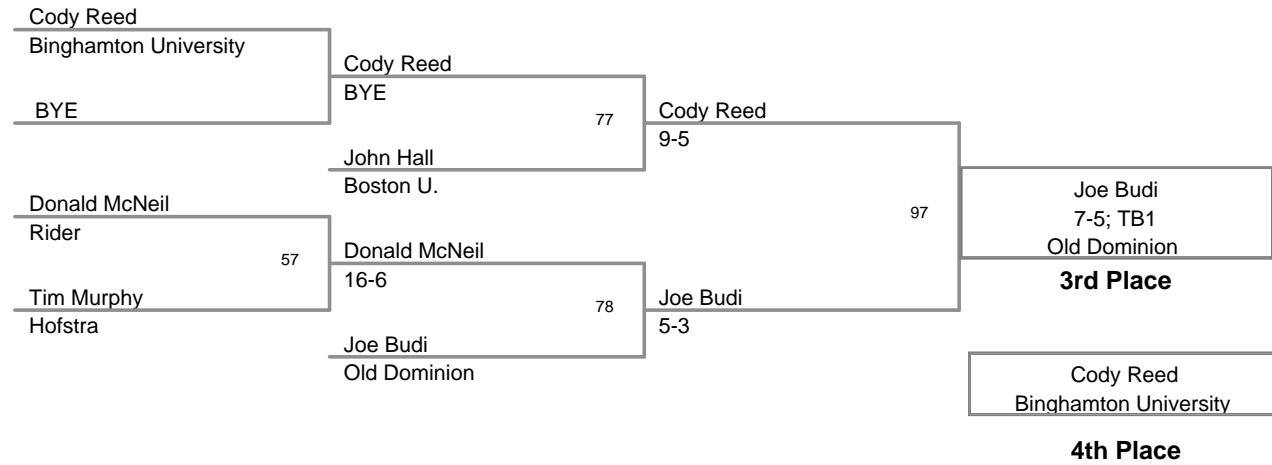 Cody Reed
Binghamton University
BYE
Cody Reed
BYE
77
John Hall
Boston U.
Cody Reed
9-5
Donald McNeil
Rider
57
Tim Murphy
Hofstra
Donald McNeil
16-6
78
Joe Budi
Old Dominion
Joe Budi
5-3
97
Joe Budi
7-5; TB1
Old Dominion
3rd Place
Cody Reed
Binghamton University
4th Place